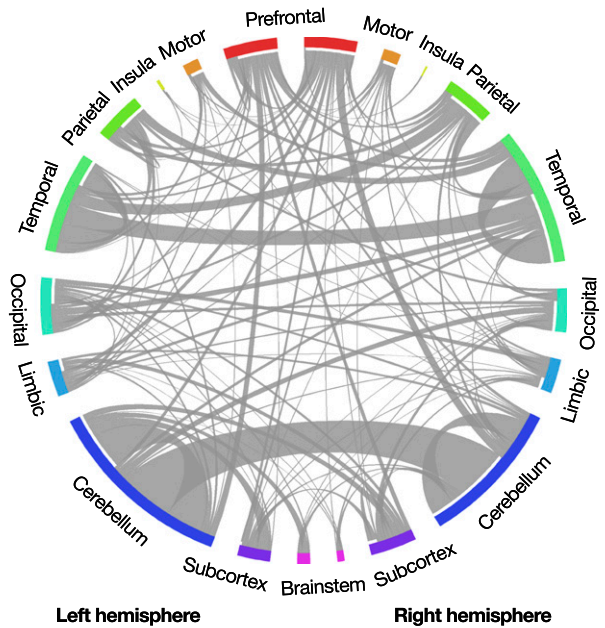 Prefrontal
Motor
Insula
Parietal
Temporal
Occipital
Limbic
Cerebellum
Subcortex
Brainstem
Motor
Insula
Parietal
Temporal
Occipital
Limbic
Cerebellum
Subcortex
Left hemisphere
Right hemisphere